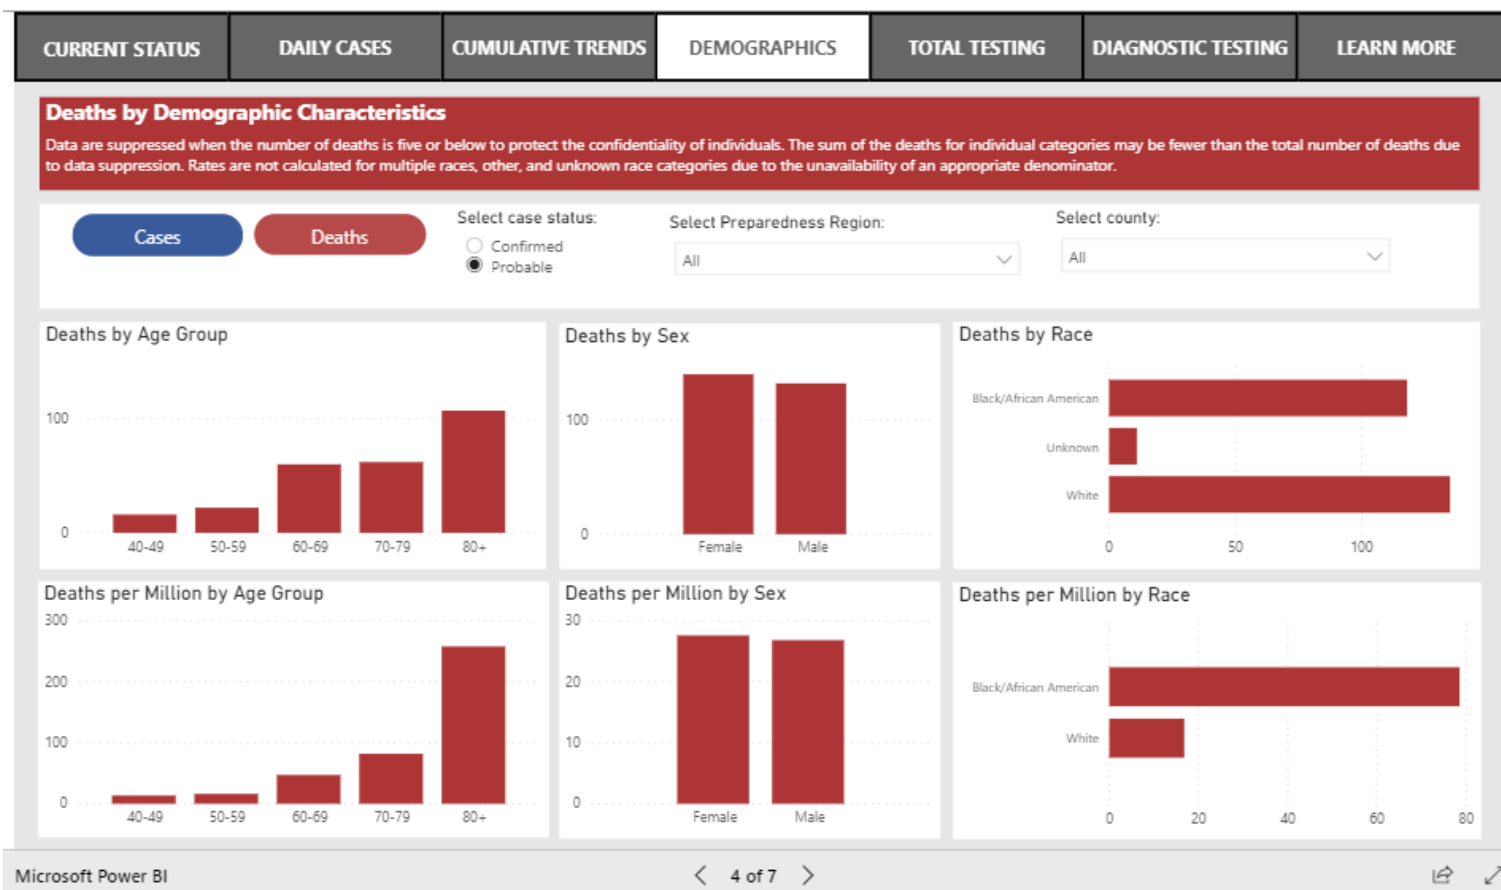 CURRENT STATUS
DAILY CASES
CUMULATIVE TRENDS
DEMOGRAPHICS
TOTAL TESTING
DIAGNOSTIC TESTING
LEARN MORE
Deaths by Demographic Characteristics
Data are suppressed when the number of deaths is five or below to protect the confidentiality of individuals. The sum of the deaths for individual categories may be fewer than the total number of deaths due
to data suppression. Rates are not calculated for multiple races, other, and unknown race categories due to the unavailability of an appropriate denominator.
Cases
Deaths
Select case status:
Confirmed
Probable
Select Preparedness Region:
All
Select county:
All
Deaths by Age Group
100
0
40-49 50-59 60-69 70-79 80+
Deaths by Sex
100
0
Female Male
Deaths by Race
Black/African American
Unknown
White
0 50 100
Deaths per Million by Age Group
300
200
100
0
40-49 50-59 60-69 70-79 80+
Deaths per Million by Sex
30
20
10
0
Female Male
Deaths per Million by Race
Black/African American
White
0 20 40 60 80
Microsoft Power BI
4 of 7